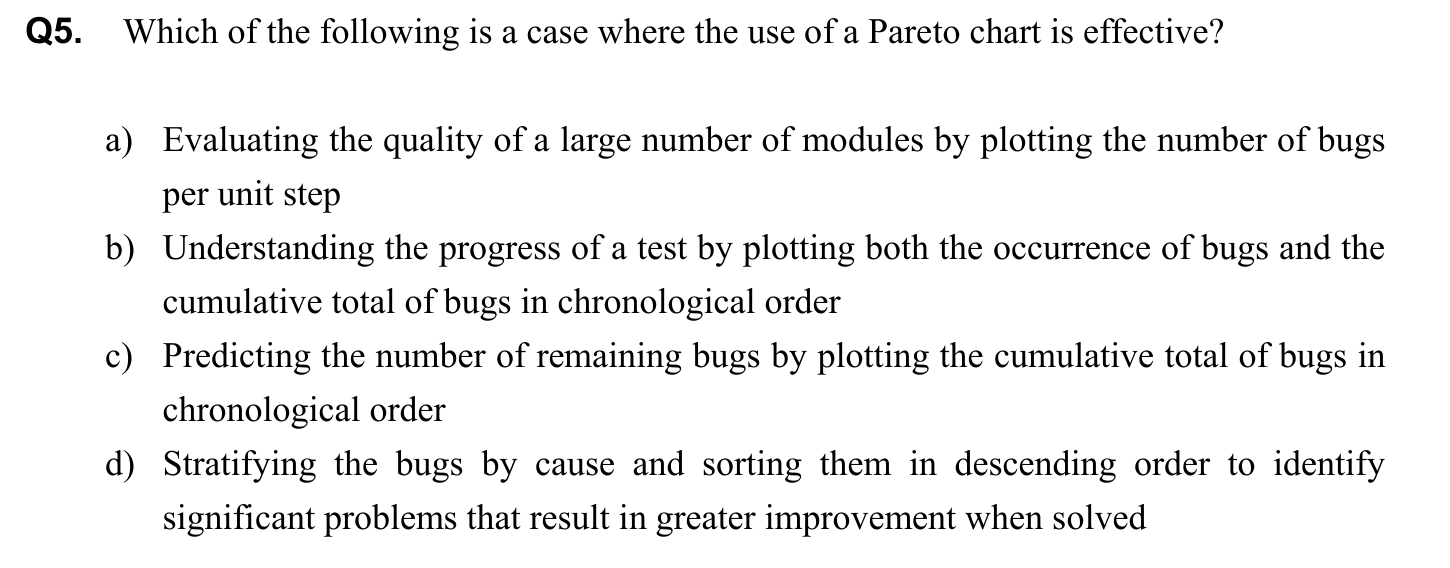 Q5. Which of the following is a case where the use of a Pareto chart is effective?
a) Evaluating the quality of a large number of modules by plotting the number of bugs
per unit step
b) Understanding the progress of a test by plotting both the occurrence of bugs and the
cumulative total of bugs in chronological order
c) Predicting the number of remaining bugs by plotting the cumulative total of bugs in
chronological order
d) Stratifying the bugs by cause and sorting them in descending order to identify
significant problems that result in greater improvement when solved